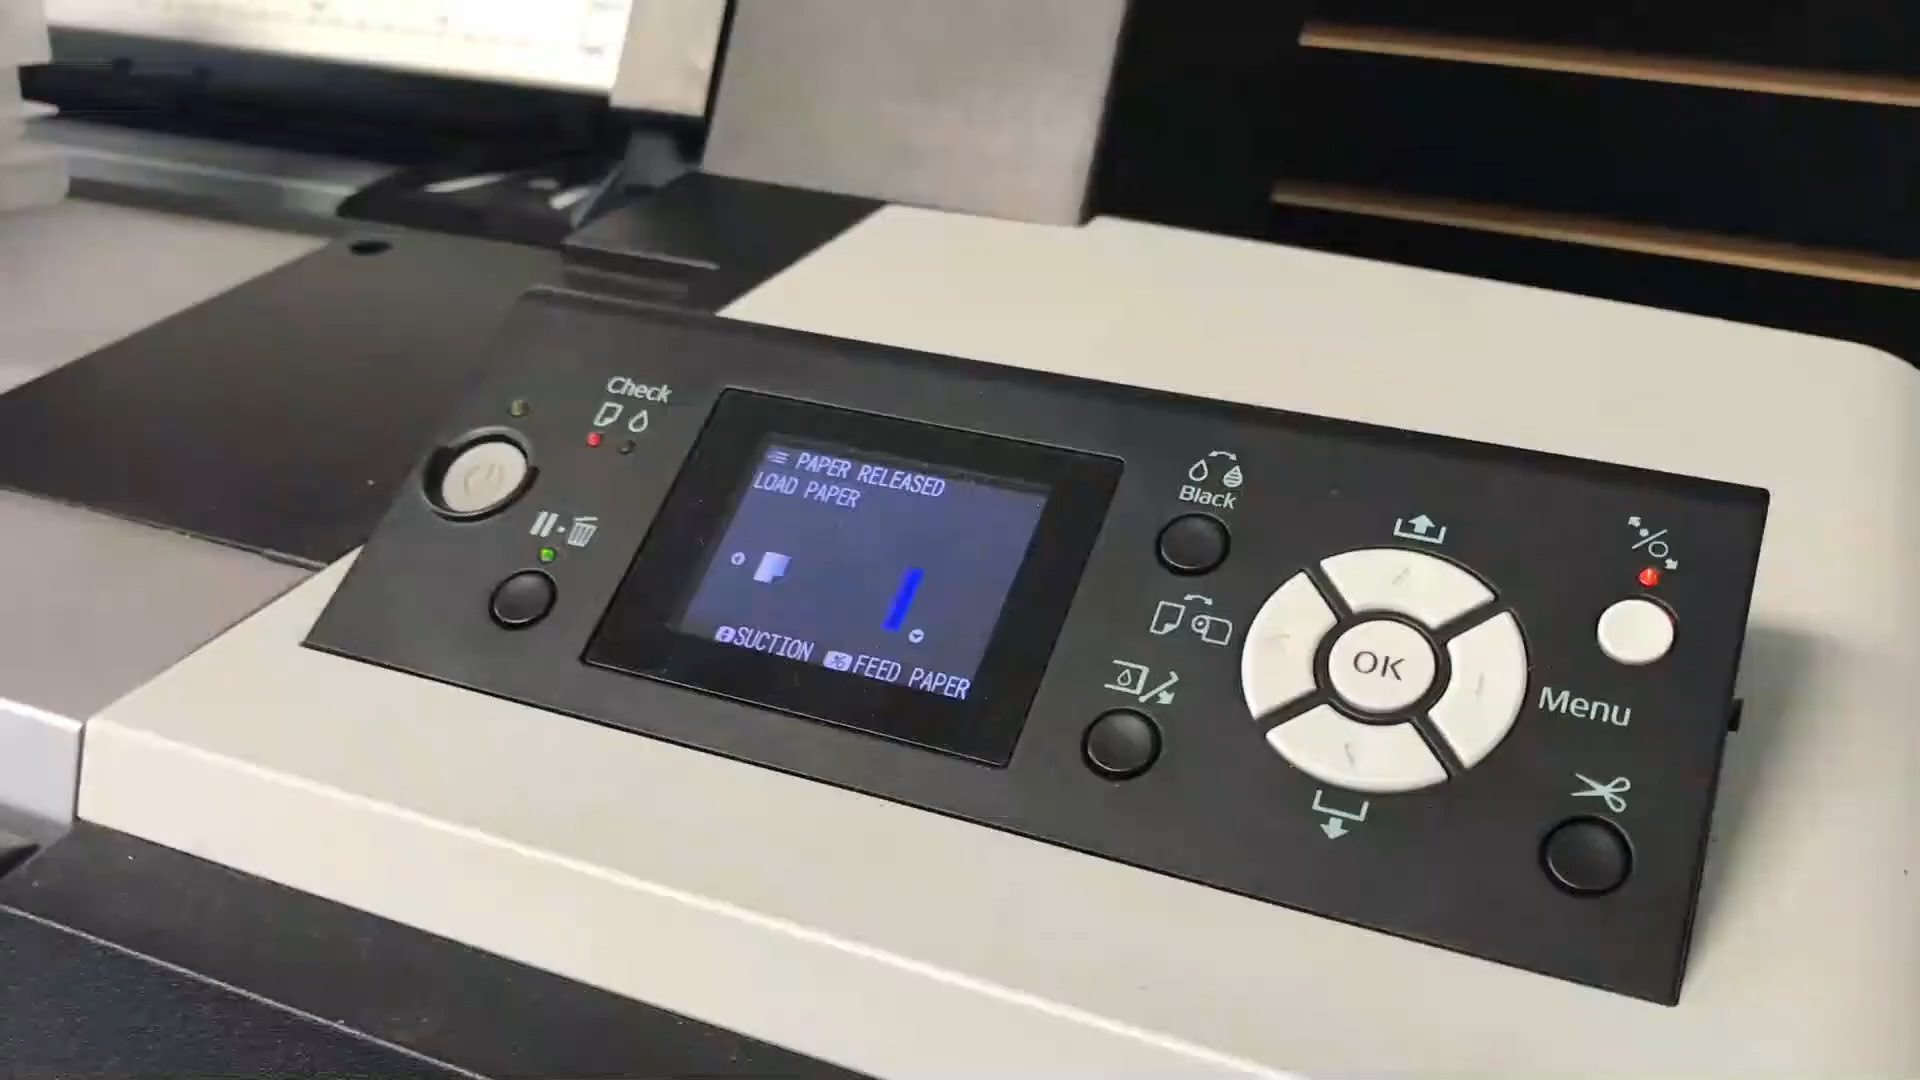 Check
PAPER RELEASED
LOAD PAPER
SUCTION FEED PAPER
Black
OK
Menu